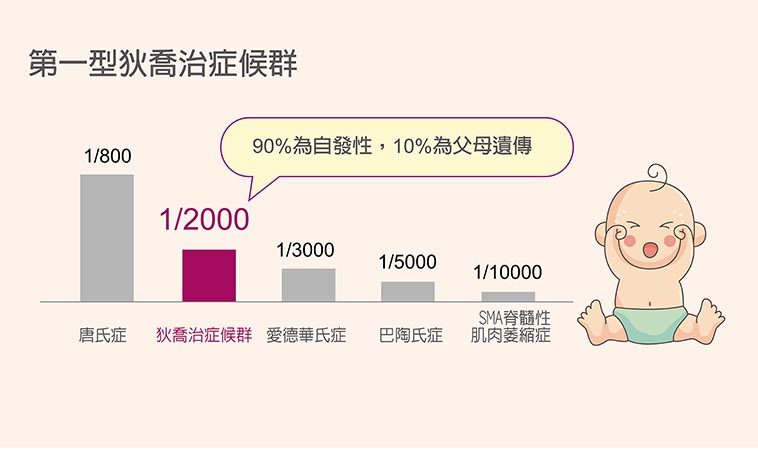 第一型狄喬治症候群
90%為自發性，10%為父母遺傳
1/800
1/2000
1/3000
1/5000
1/10000
唐氏症
狄喬治症候群
愛德華氏症
巴陶氏症
SMA脊髓性
肌肉萎縮症